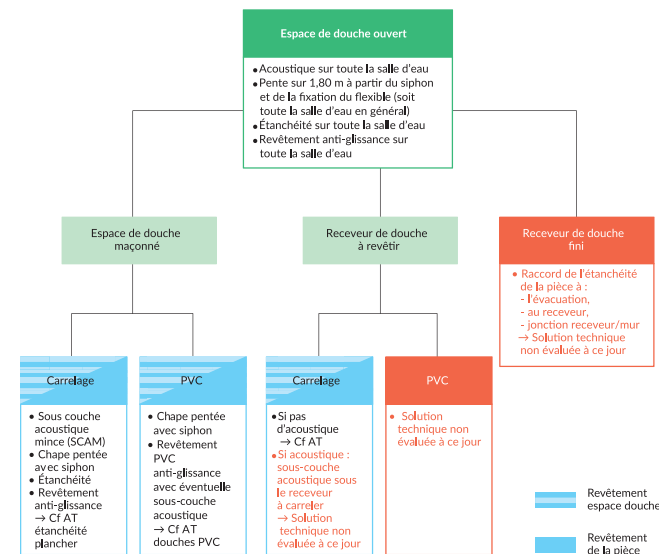 Espace de douche ouvert
• Acoustique sur toute la salle d'eau
• Pente sur 1,80 m à partir du siphon
et de la fixation du flexible (soit
toute la salle d'eau en général)
• Étanchéité sur toute la salle d'eau
• Revêtement anti-glissance sur
toute la salle d'eau
Espace de douche
maçonné
Receveur de douche
à revêtir
Receveur de douche
fini
• Raccord de l'étanchéité
de la pièce à :
- l'évacuation,
- au receveur,
- jonction receveur/mur
→ Solution technique
non évaluée à ce jour
Carrelage
• Sous couche
acoustique
mince (SCAM)
• Chape pentée
avec siphon
• Étanchéité
• Revêtement
anti-glissance
→ Cf AT
étanchéité
plancher
PVC
• Chape pentée
avec siphon
• Revêtement
PVC
anti-glissance
avec éventuelle
sous-couche
acoustique
→ Cf AT
douches PVC
Carrelage
• Si pas
d'acoustique
→ Cf AT
• Si acoustique :
sous-couche
acoustique sous
le receveur
à carreler
→ Solution
technique non
évaluée à ce jour
PVC
• Solution
technique non
évaluée à ce jour
Revêtement
espace douche
Revêtement
de la pièce